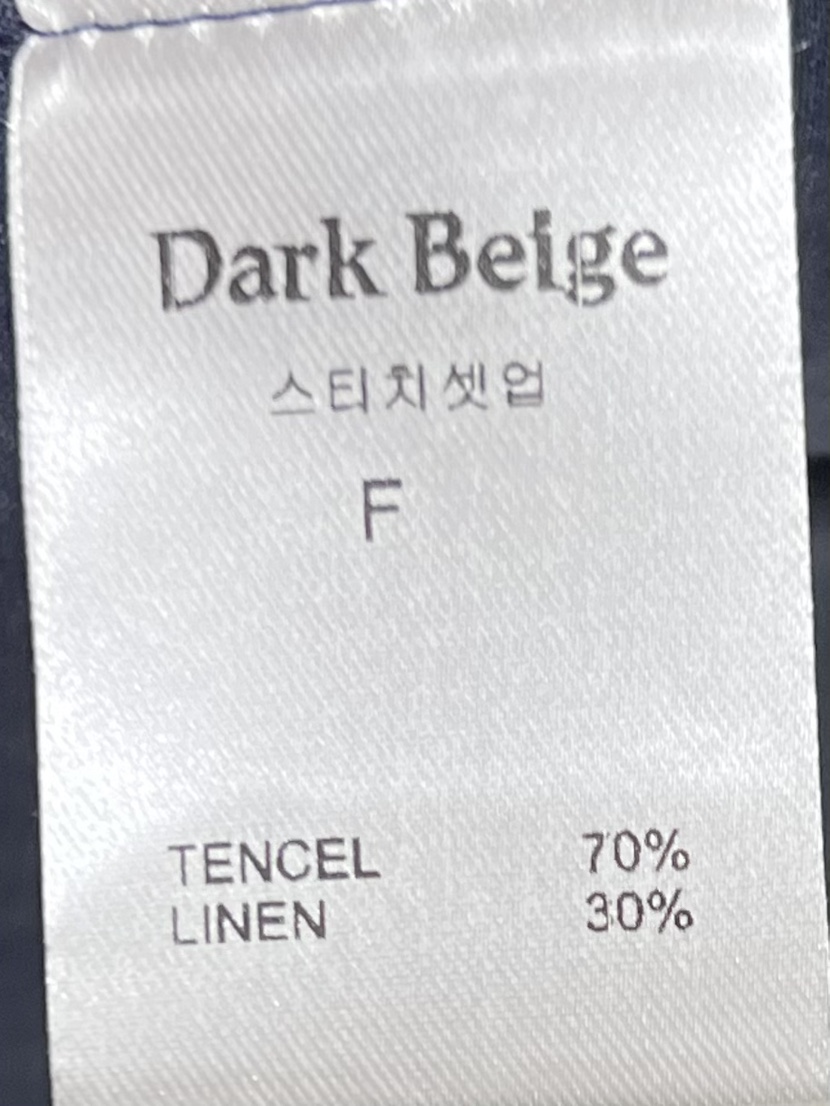 Dark Beige
스티치셋업
F
TENCEL 70%
LINEN 30%